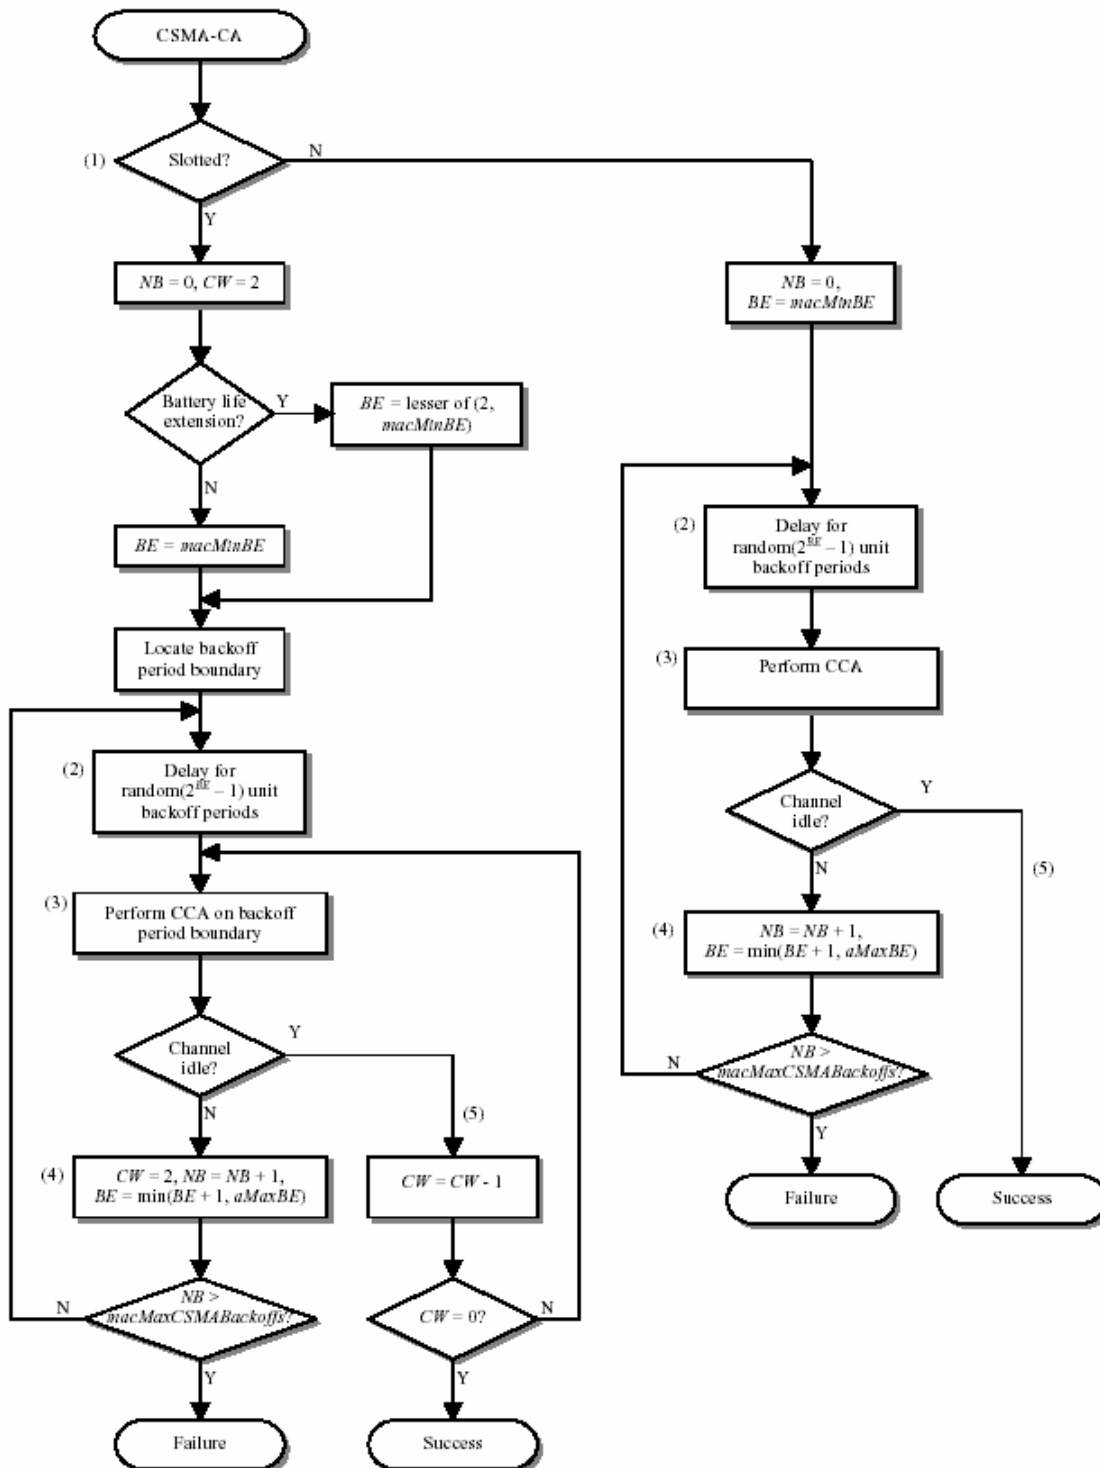 CSMA-CA
(1)
Slotted?
N
Y
NB = 0, CW = 2
NB = 0,
BE = macMinBE
Battery life
extension?
Y
BE = lesser of (2,
macMinBE)
N
BE = macMinBE
Locate backoff
period boundary
(2)
Delay for
random(2^BE – 1) unit
backoff periods
(3)
Perform CCA on backoff
period boundary
Channel
idle?
Y
N
(5)
(4)
CW = 2, NB = NB + 1,
BE = min(BE + 1, aMaxBE)
CW = CW - 1
NB >
macMaxCSMABackoffs?
N
Y
CW = 0?
N
Y
Failure
Success
(2)
Delay for
random(2^BE – 1) unit
backoff periods
(3)
Perform CCA
Channel
idle?
Y
N
(5)
(4)
NB = NB + 1,
BE = min(BE + 1, aMaxBE)
NB >
macMaxCSMABackoffs?
N
Y
Failure
Success